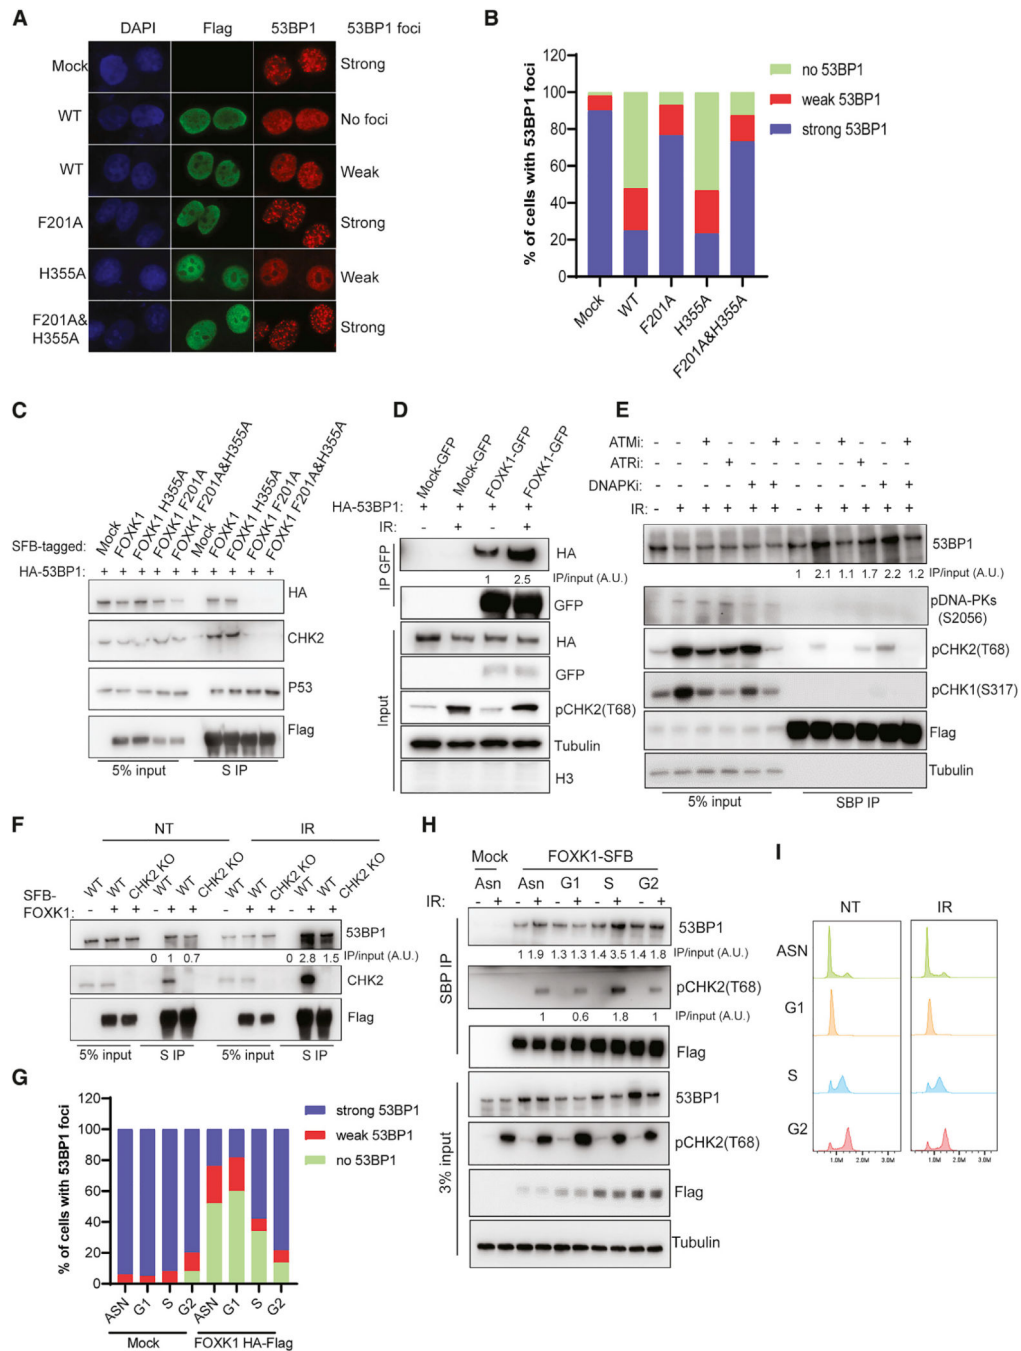 A
DAPI Flag 53BP1 53BP1 foci
Mock Strong
WT No foci
WT Weak
F201A Strong
H355A Weak
F201A&
H355A Strong
B
% of cells with 53BP1 foci
120
100
80
60
40
20
0
Mock WT F201A H355A F201A&H355A
no 53BP1
weak 53BP1
strong 53BP1
C
SFB-tagged: Mock FOXK1 FOXK1 H355A FOXK1 F201A FOXK1 F201A&H355A Mock FOXK1 FOXK1 H355A FOXK1 F201A FOXK1 F201A&H355A
HA-53BP1: + + + + + + + + + +
HA
CHK2
P53
Flag
5% input S IP
D
Mock-GFP Mock-GFP FOXK1-GFP FOXK1-GFP
HA-53BP1: + + + +
IR: - + - +
IP GFP
HA
1 2.5 IP/input (A.U.)
GFP
Input
HA
GFP
pCHK2(T68)
Tubulin
H3
E
ATMi: - - + - - + - - + - - +
ATRi: - - - + - - - - - + - -
DNAPKi: - - - - + + - - - - + +
IR: - + + + + + - + + + + +
53BP1
1 2.1 1.1 1.7 2.2 1.2 IP/input (A.U.)
pDNA-PKs
(S2056)
pCHK2(T68)
pCHK1(S317)
Flag
Tubulin
5% input SBP IP
F
NT IR
WT WT CHK2 KO WT WT CHK2 KO WT WT CHK2 KO WT WT CHK2 KO
SFB-
FOXK1: - + + - + + - + + - + +
53BP1
0 1 0.7 0 2.8 1.5 IP/input (A.U.)
CHK2
Flag
5% input S IP 5% input S IP
G
% of cells with 53BP1 foci
120
100
80
60
40
20
0
ASN G1 S G2 ASN G1 S G2
Mock FOXK1 HA-Flag
strong 53BP1
weak 53BP1
no 53BP1
H
Mock FOXK1-SFB
Asn Asn G1 S G2
IR: - + - + - + - + - +
SBP IP
53BP1
1 1.9 1.3 1.3 1.4 3.5 1.4 1.8 IP/input (A.U.)
pCHK2(T68)
1 0.6 1.8 1 IP/input (A.U.)
Flag
3% input
53BP1
pCHK2(T68)
Flag
Tubulin
I
NT IR
ASN
G1
S
G2
1.0M 2.0M 3.0M 1.0M 2.0M 3.0M